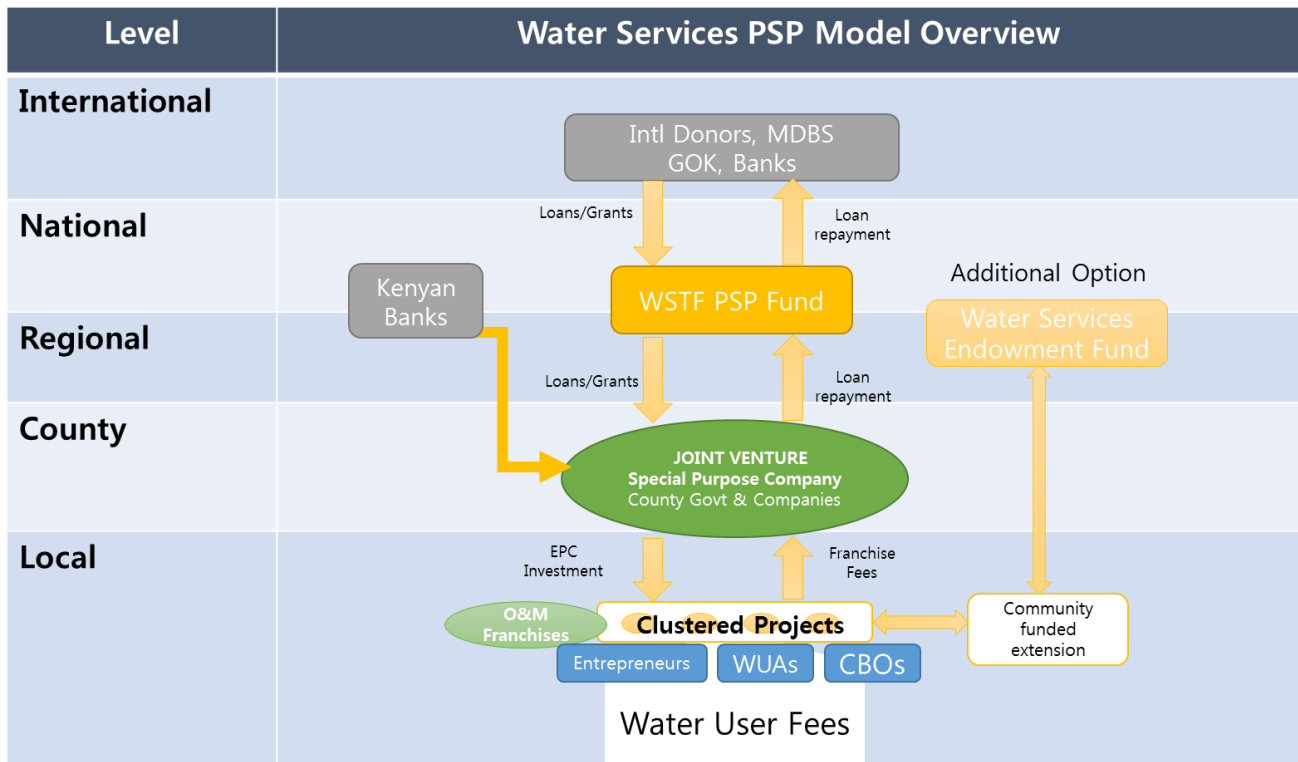 Level
Water Services PSP Model Overview
International
Intl Donors, MDBS
GOK, Banks
Loans/Grants
Loan
repayment
National
Kenyan
Banks
WSTF PSP Fund
Additional Option
Water Services
Endowment Fund
Regional
Loans/Grants
Loan
repayment
County
JOINT VENTURE
Special Purpose Company
County Govt & Companies
Local
EPC
Investment
Franchise
Fees
O&M
Franchises
Clustered Projects
Community
funded
extension
Entrepreneurs
WUAs
CBOs
Water User Fees